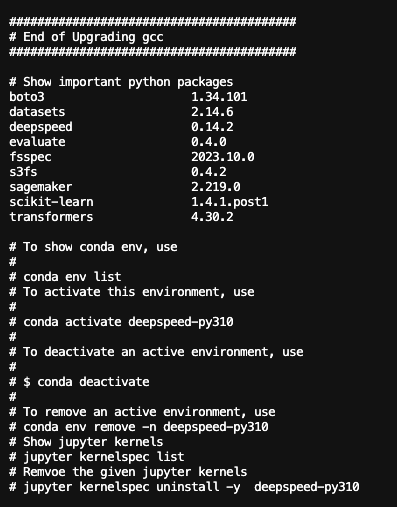 #########################################
# End of Upgrading gcc
#########################################
# Show important python packages
boto3 1.34.101
datasets 2.14.6
deepspeed 0.14.2
evaluate 0.4.0
fsspec 2023.10.0
s3fs 0.4.2
sagemaker 2.219.0
scikit-learn 1.4.1.post1
transformers 4.30.2
# To show conda env, use
#
# conda env list
# To activate this environment, use
#
# conda activate deepspeed-py310
#
# To deactivate an active environment, use
#
# $ conda deactivate
#
# To remove an active environment, use
# conda env remove -n deepspeed-py310
# Show jupyter kernels
# jupyter kernelspec list
# Remvoe the given jupyter kernels
# jupyter kernelspec uninstall -y  deepspeed-py310